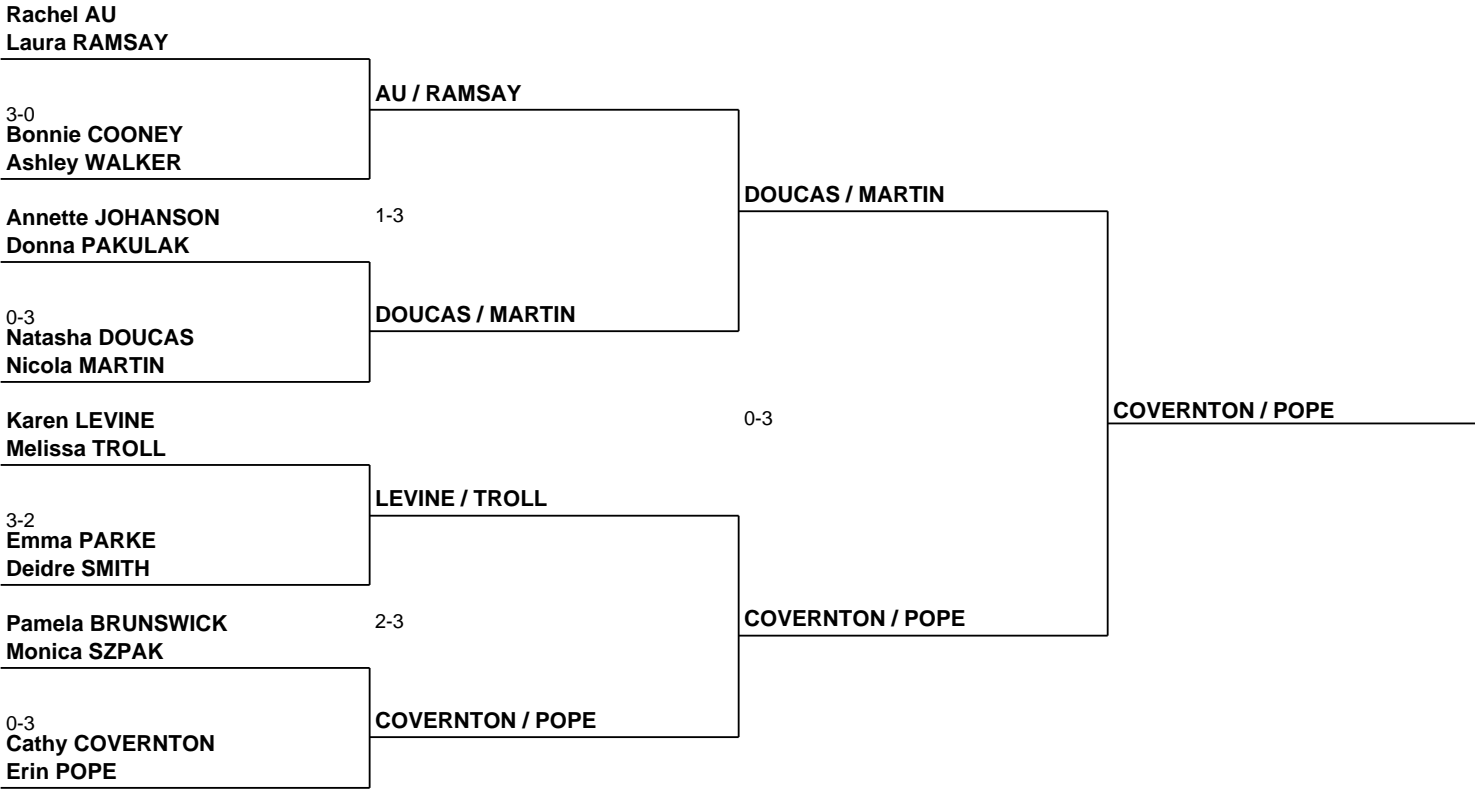 Rachel AU
Laura RAMSAY
3-0
Bonnie COONEY
Ashley WALKER
Annette JOHANSON
Donna PAKULAK
0-3
Natasha DOUCAS
Nicola MARTIN
Karen LEVINE
Melissa TROLL
3-2
Emma PARKE
Deidre SMITH
Pamela BRUNSWICK
Monica SZPAK
0-3
Cathy COVERNTON
Erin POPE
AU / RAMSAY
1-3
DOUCAS / MARTIN
LEVINE / TROLL
2-3
COVERNTON / POPE
DOUCAS / MARTIN
0-3
COVERNTON / POPE
COVERNTON / POPE